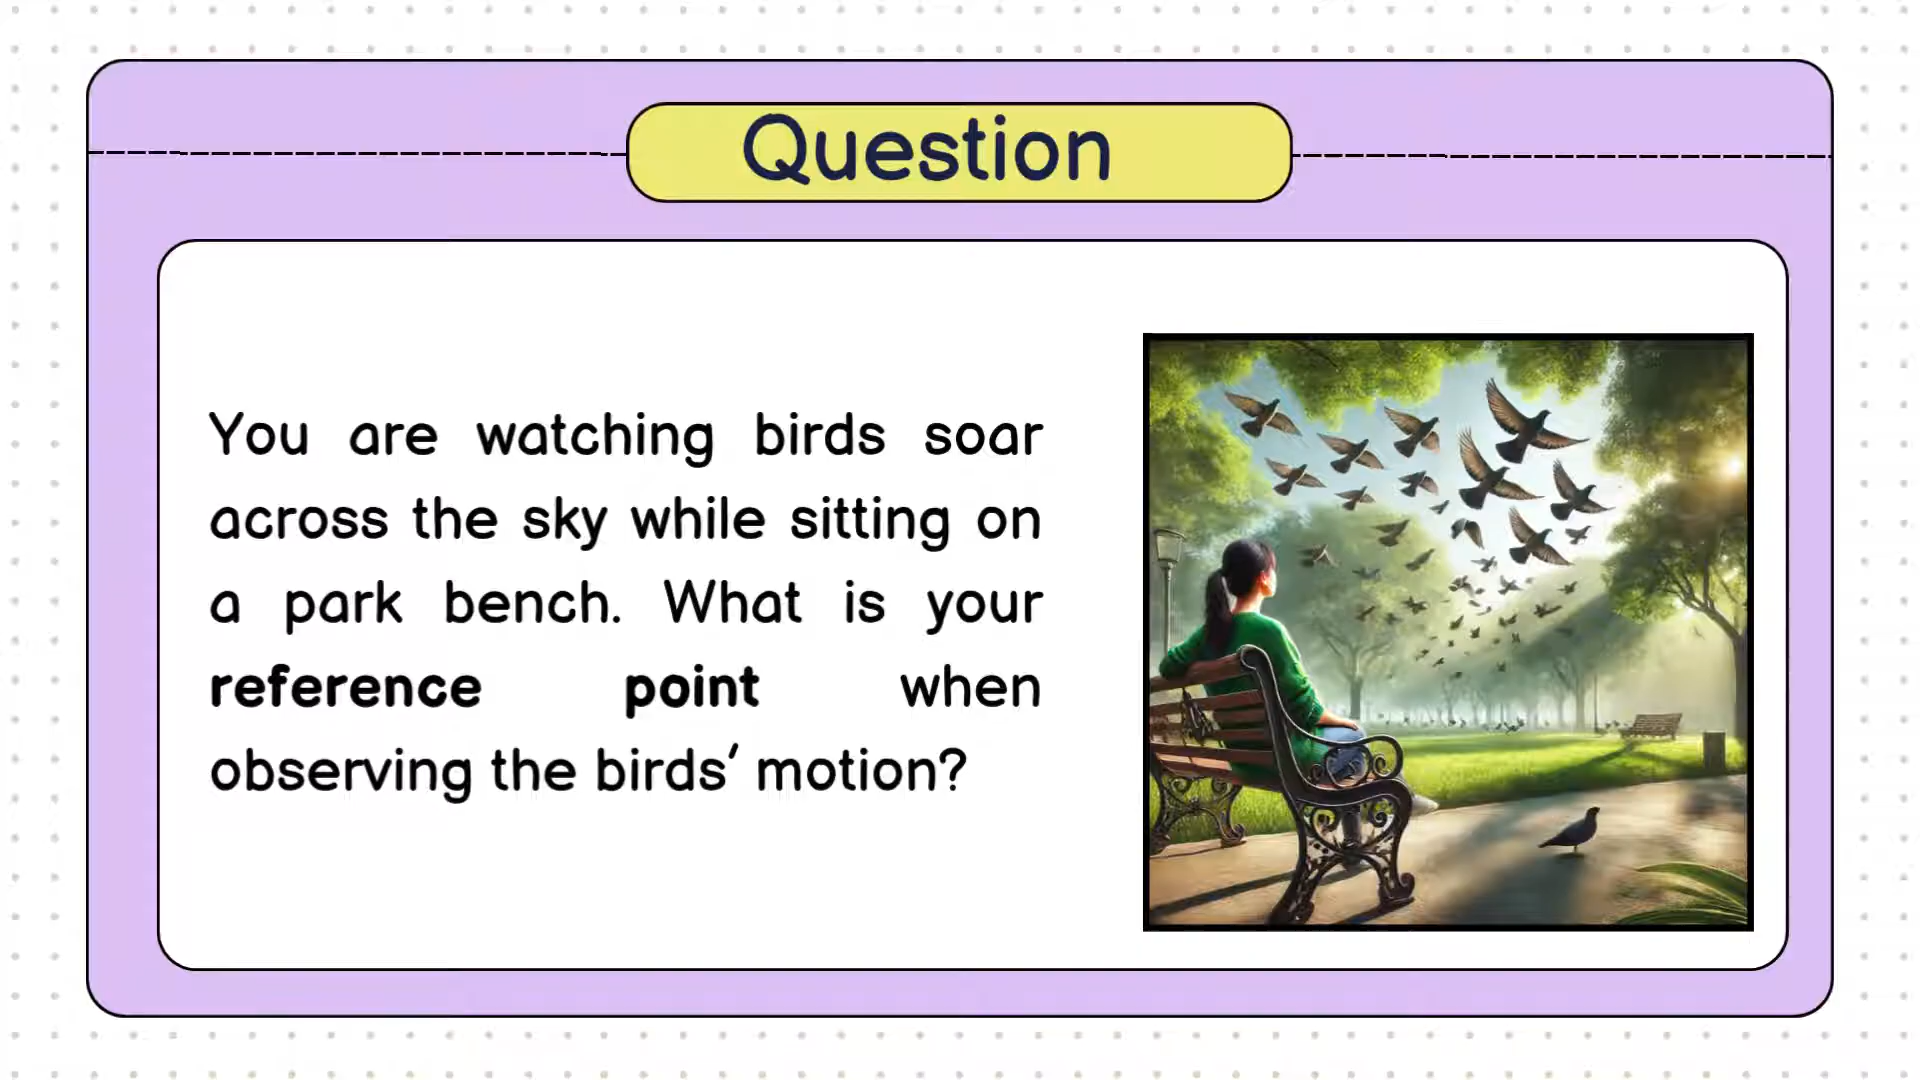 Question
You are watching birds soar
across the sky while sitting on
a park bench. What is your
reference point when
observing the birds’ motion?